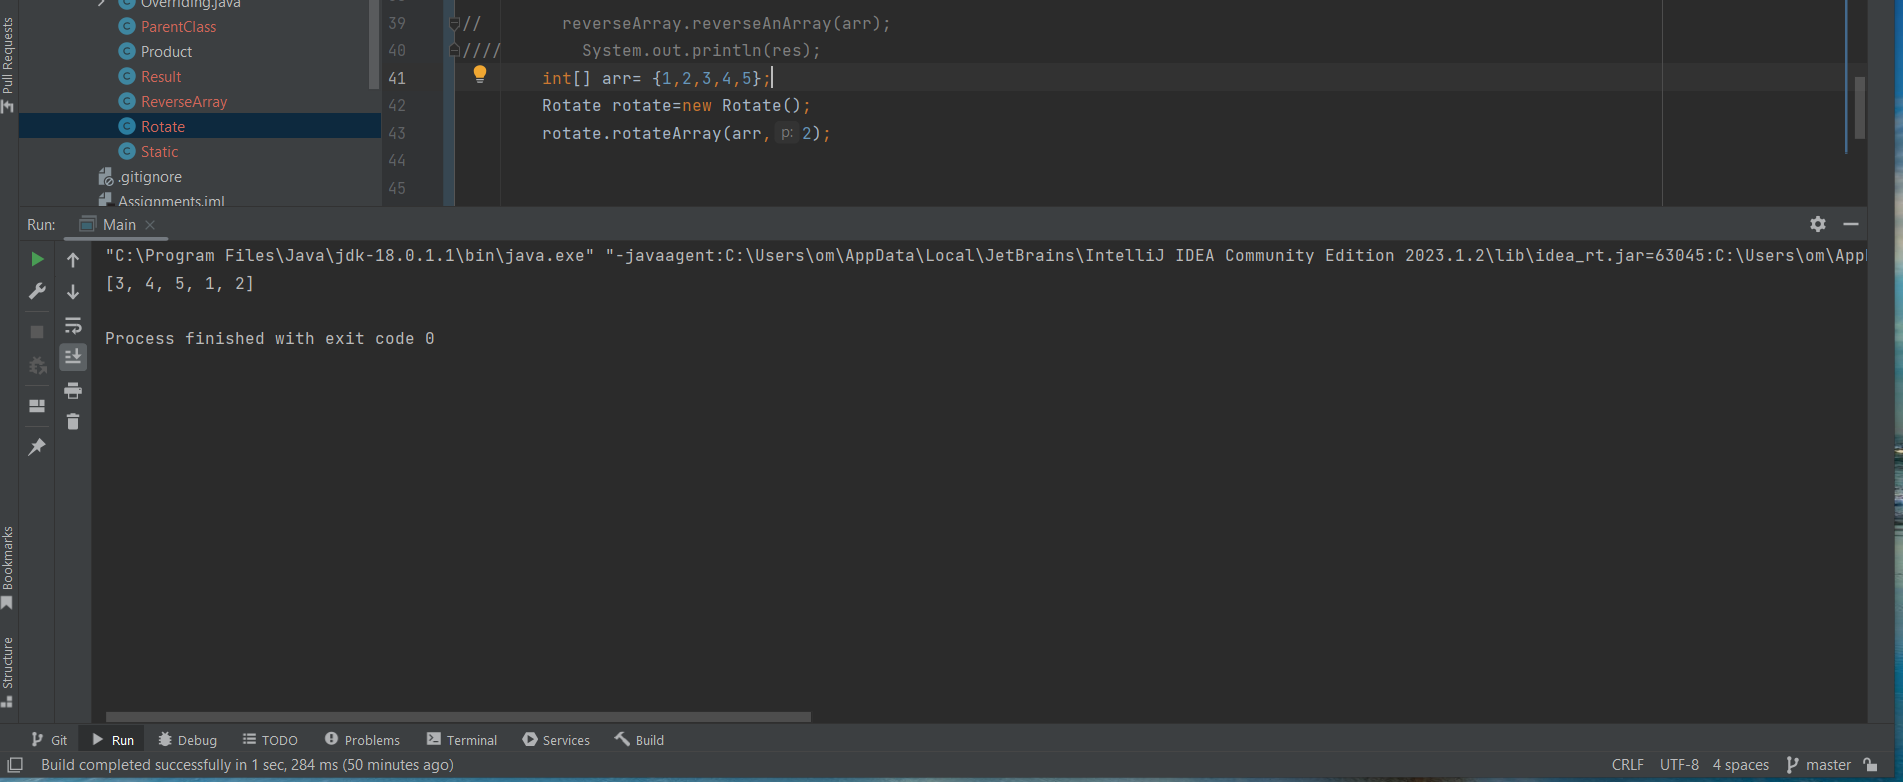 Pull Requests
Overriding.java
ParentClass
Product
Result
ReverseArray
Rotate
Static
.gitignore
Assignments.iml
39 // reverseArray.reverseAnArray(arr);
40 //// System.out.println(res);
41 int[] arr= {1,2,3,4,5};
42 Rotate rotate=new Rotate();
43 rotate.rotateArray(arr, p: 2);
44
45
Run: Main
"C:\Program Files\Java\jdk-18.0.1.1\bin\java.exe" "-javaagent:C:\Users\om\AppData\Local\JetBrains\IntelliJ IDEA Community Edition 2023.1.2\lib\idea_rt.jar=63045:C:\Users\om\App
[3, 4, 5, 1, 2]
Process finished with exit code 0
Bookmarks
Structure
Git Run Debug TODO Problems Terminal Services Build
Build completed successfully in 1 sec, 284 ms (50 minutes ago) CRLF UTF-8 4 spaces master